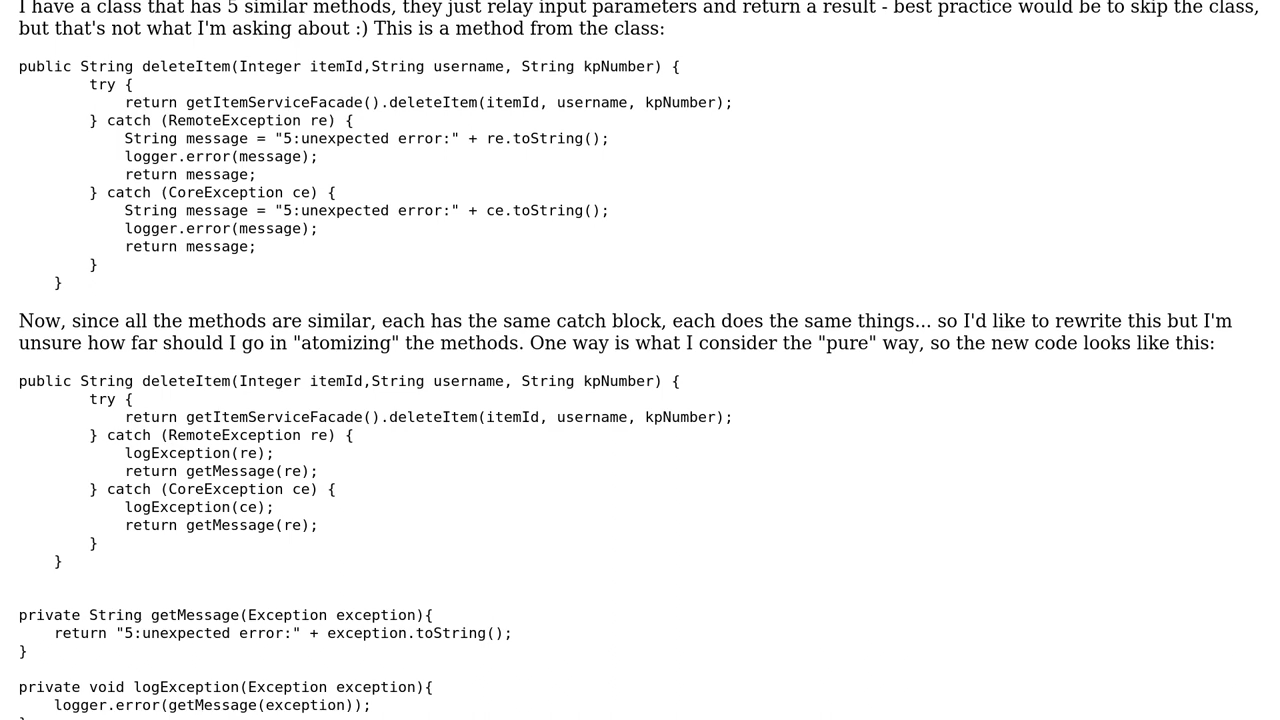 I have a class that has 5 similar methods, they just relay input parameters and return a result - best practice would be to skip the class,
but that's not what I'm asking about :) This is a method from the class:
public String deleteItem(Integer itemId,String username, String kpNumber) {
        try {
            return getItemServiceFacade().deleteItem(itemId, username, kpNumber);
        } catch (RemoteException re) {
            String message = "5:unexpected error:" + re.toString();
            logger.error(message);
            return message;
        } catch (CoreException ce) {
            String message = "5:unexpected error:" + ce.toString();
            logger.error(message);
            return message;
        }
    }
Now, since all the methods are similar, each has the same catch block, each does the same things... so I'd like to rewrite this but I'm
unsure how far should I go in "atomizing" the methods. One way is what I consider the "pure" way, so the new code looks like this:
public String deleteItem(Integer itemId,String username, String kpNumber) {
        try {
            return getItemServiceFacade().deleteItem(itemId, username, kpNumber);
        } catch (RemoteException re) {
            logException(re);
            return getMessage(re);
        } catch (CoreException ce) {
            logException(ce);
            return getMessage(re);
        }
    }
private String getMessage(Exception exception){
    return "5:unexpected error:" + exception.toString();
}
private void logException(Exception exception){
    logger.error(getMessage(exception));
}